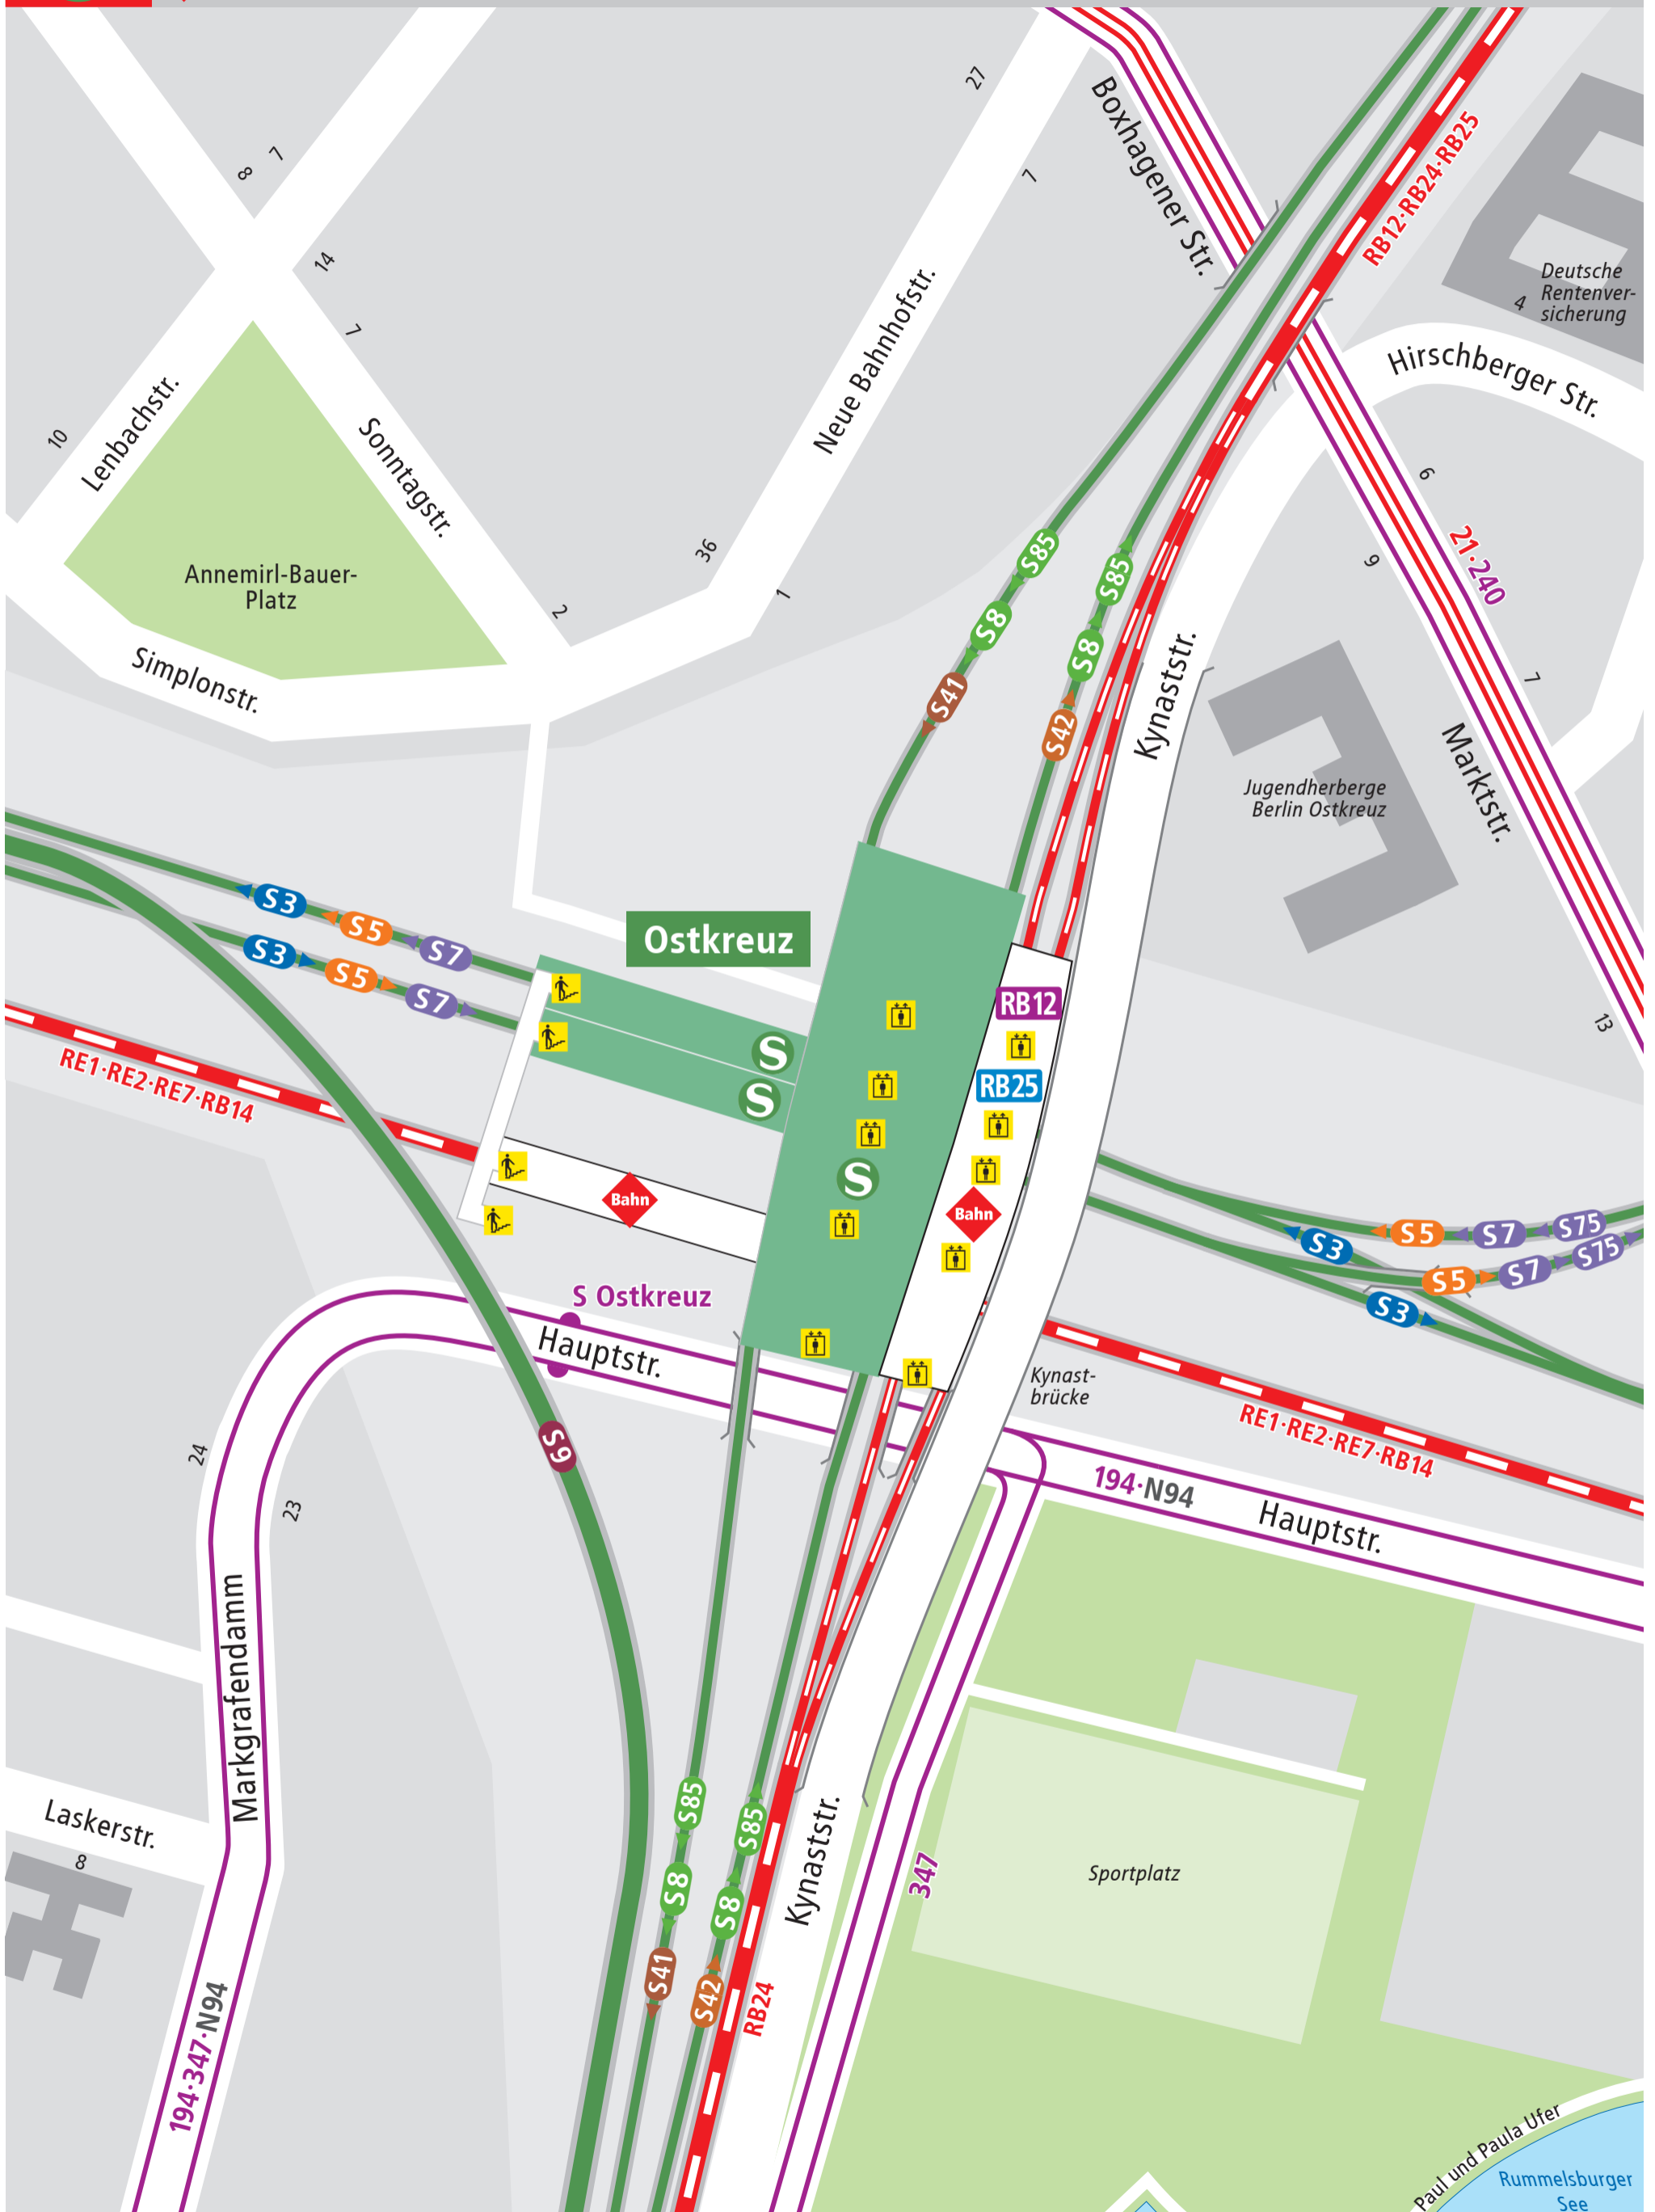 27
Boxhagener Str.
RB12·RB24·RB25
8
7
7
14
7
Deutsche
Rentenver-
sicherung
4
Hirschberger Str.
Neue Bahnhofstr.
Lenbachstr.
10
Sonntagstr.
6
36
S85
S85
9
21·240
Annemirl-Bauer-
Platz
2
1
S8
S8
Simplonstr.
S41
S42
Kynaststr.
7
Marktstr.
Jugendherberge
Berlin Ostkreuz
S3
S5
S7
Ostkreuz
S3
S5
S7
RB12
13
RE1·RE2·RE7·RB14
S
S
RB25
S
Bahn
Bahn
S3
S5
S7
S75
S5
S7
S75
S3
S Ostkreuz
Hauptstr.
Kynast-
brücke
RE1·RE2·RE7·RB14
S9
24
23
194·N94
Hauptstr.
Markgrafendamm
Laskerstr.
8
S85
S85
Kynaststr.
S8
S8
347
Sportplatz
S41
S42
RB24
194·347·N94
Paul und Paula Ufer
Rummelsburger
See